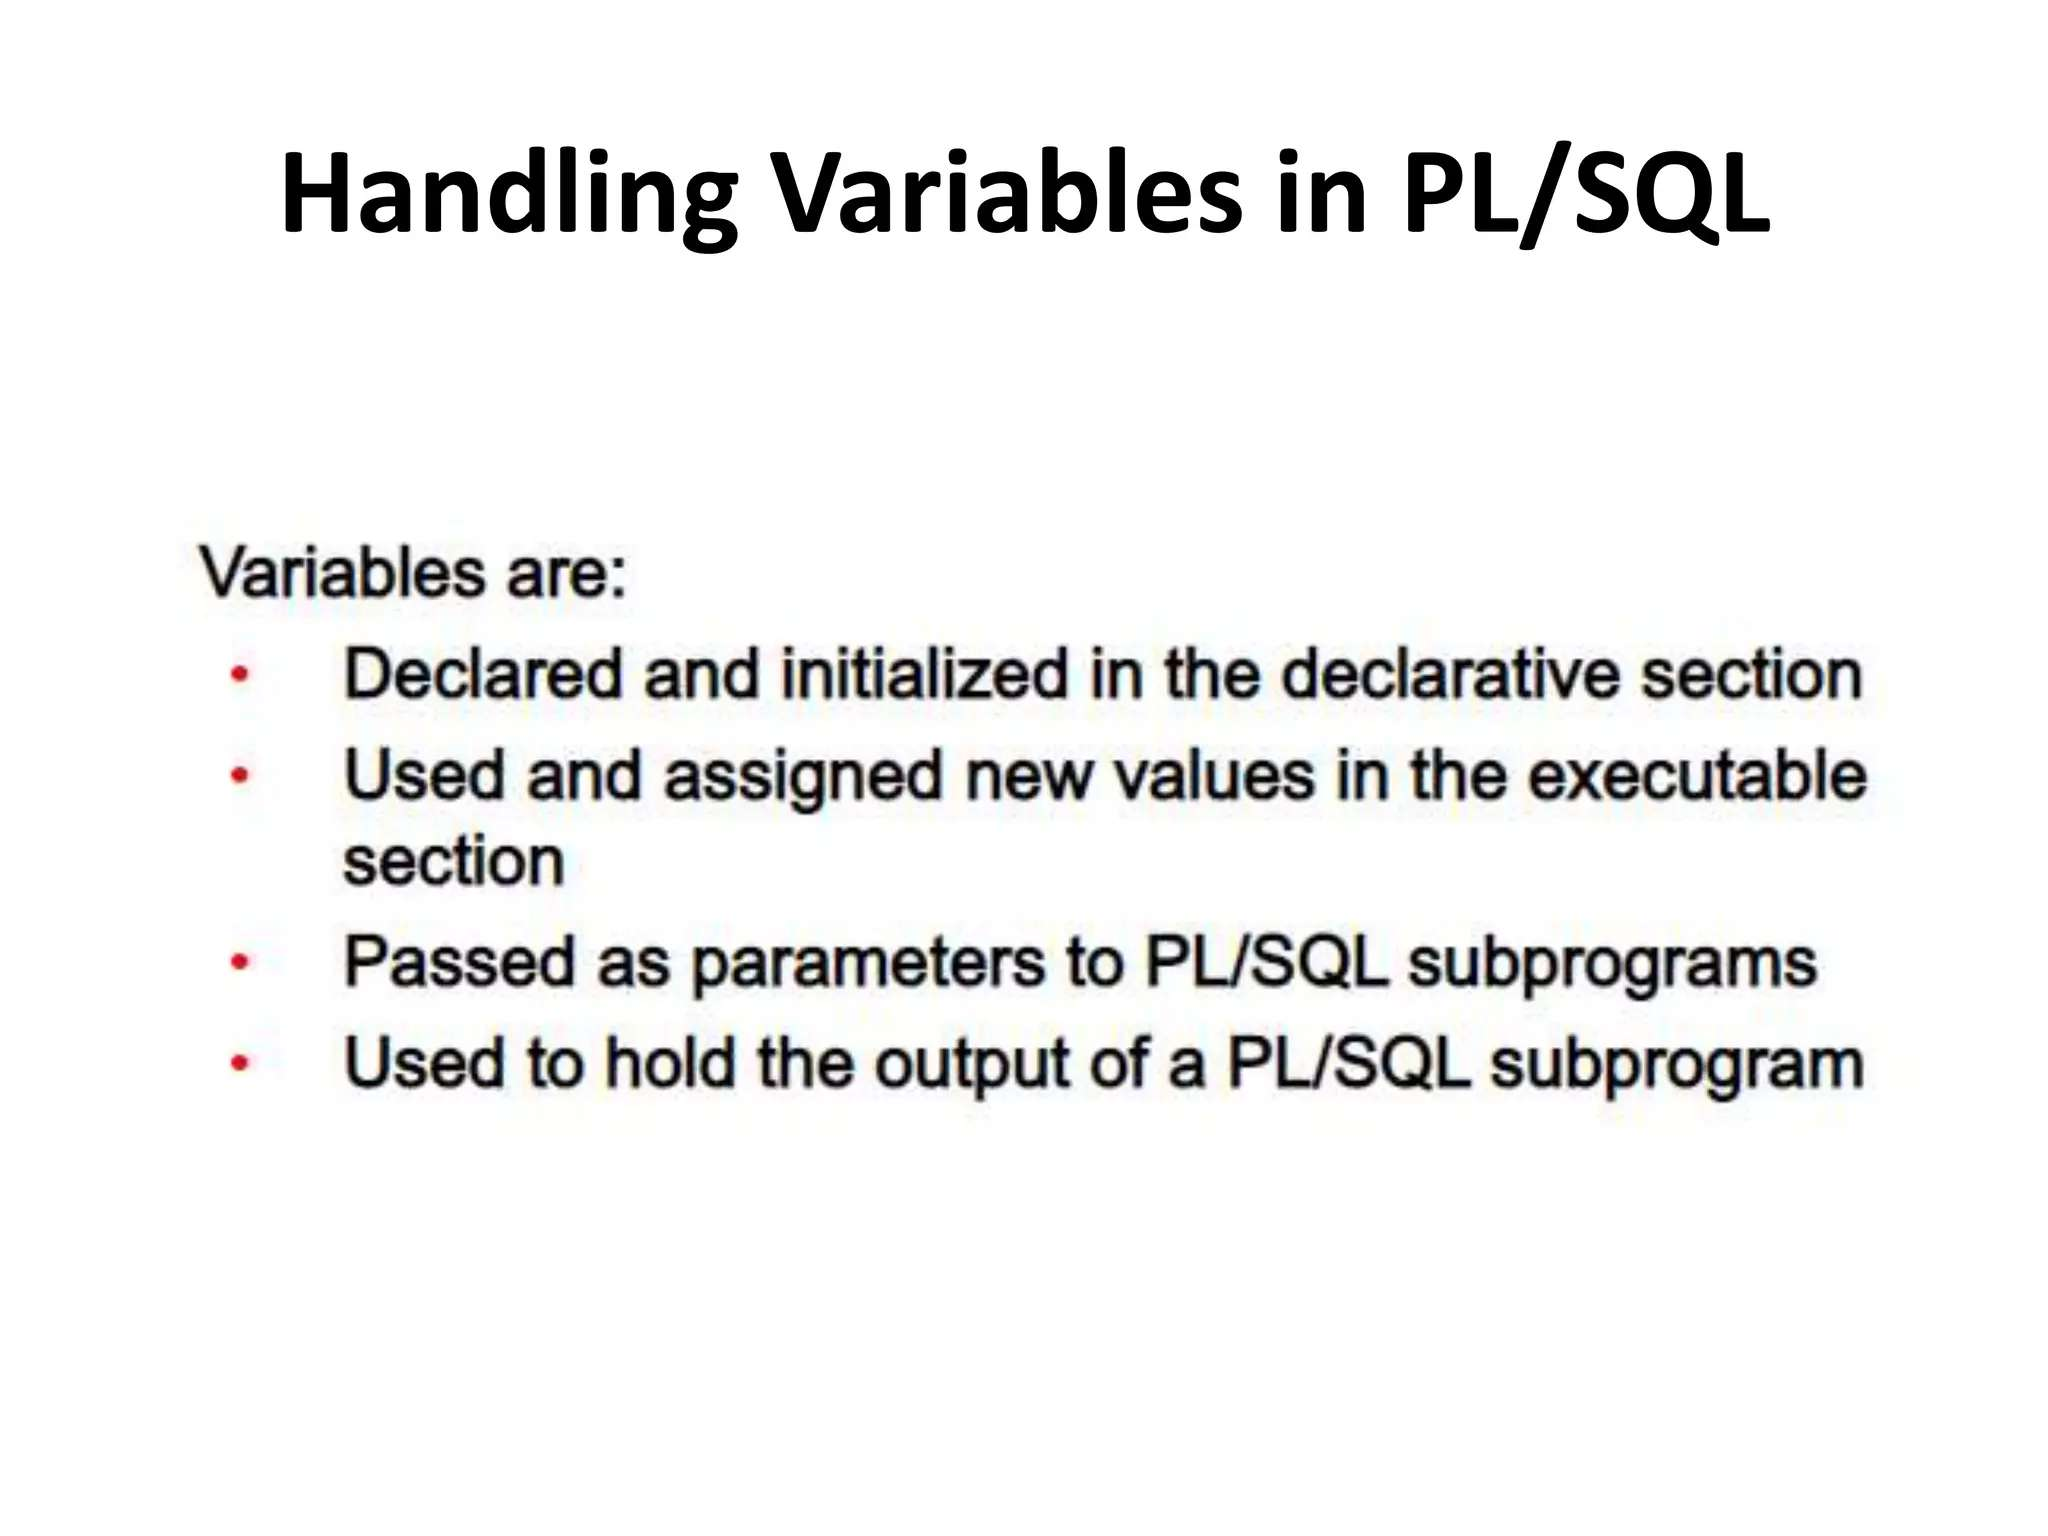 Handling Variables in PL/SQL
Variables are:
• Declared and initialized in the declarative section
• Used and assigned new values in the executable
section
• Passed as parameters to PL/SQL subprograms
• Used to hold the output of a PL/SQL subprogram